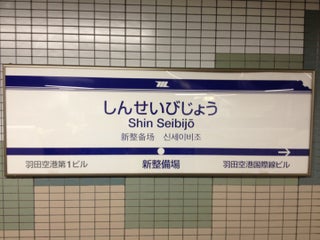 しんせいびじょう
Shin Seibijō
新整备场 신세이비조
羽田空港第1ビル 新整備場 羽田空港国際線ビル